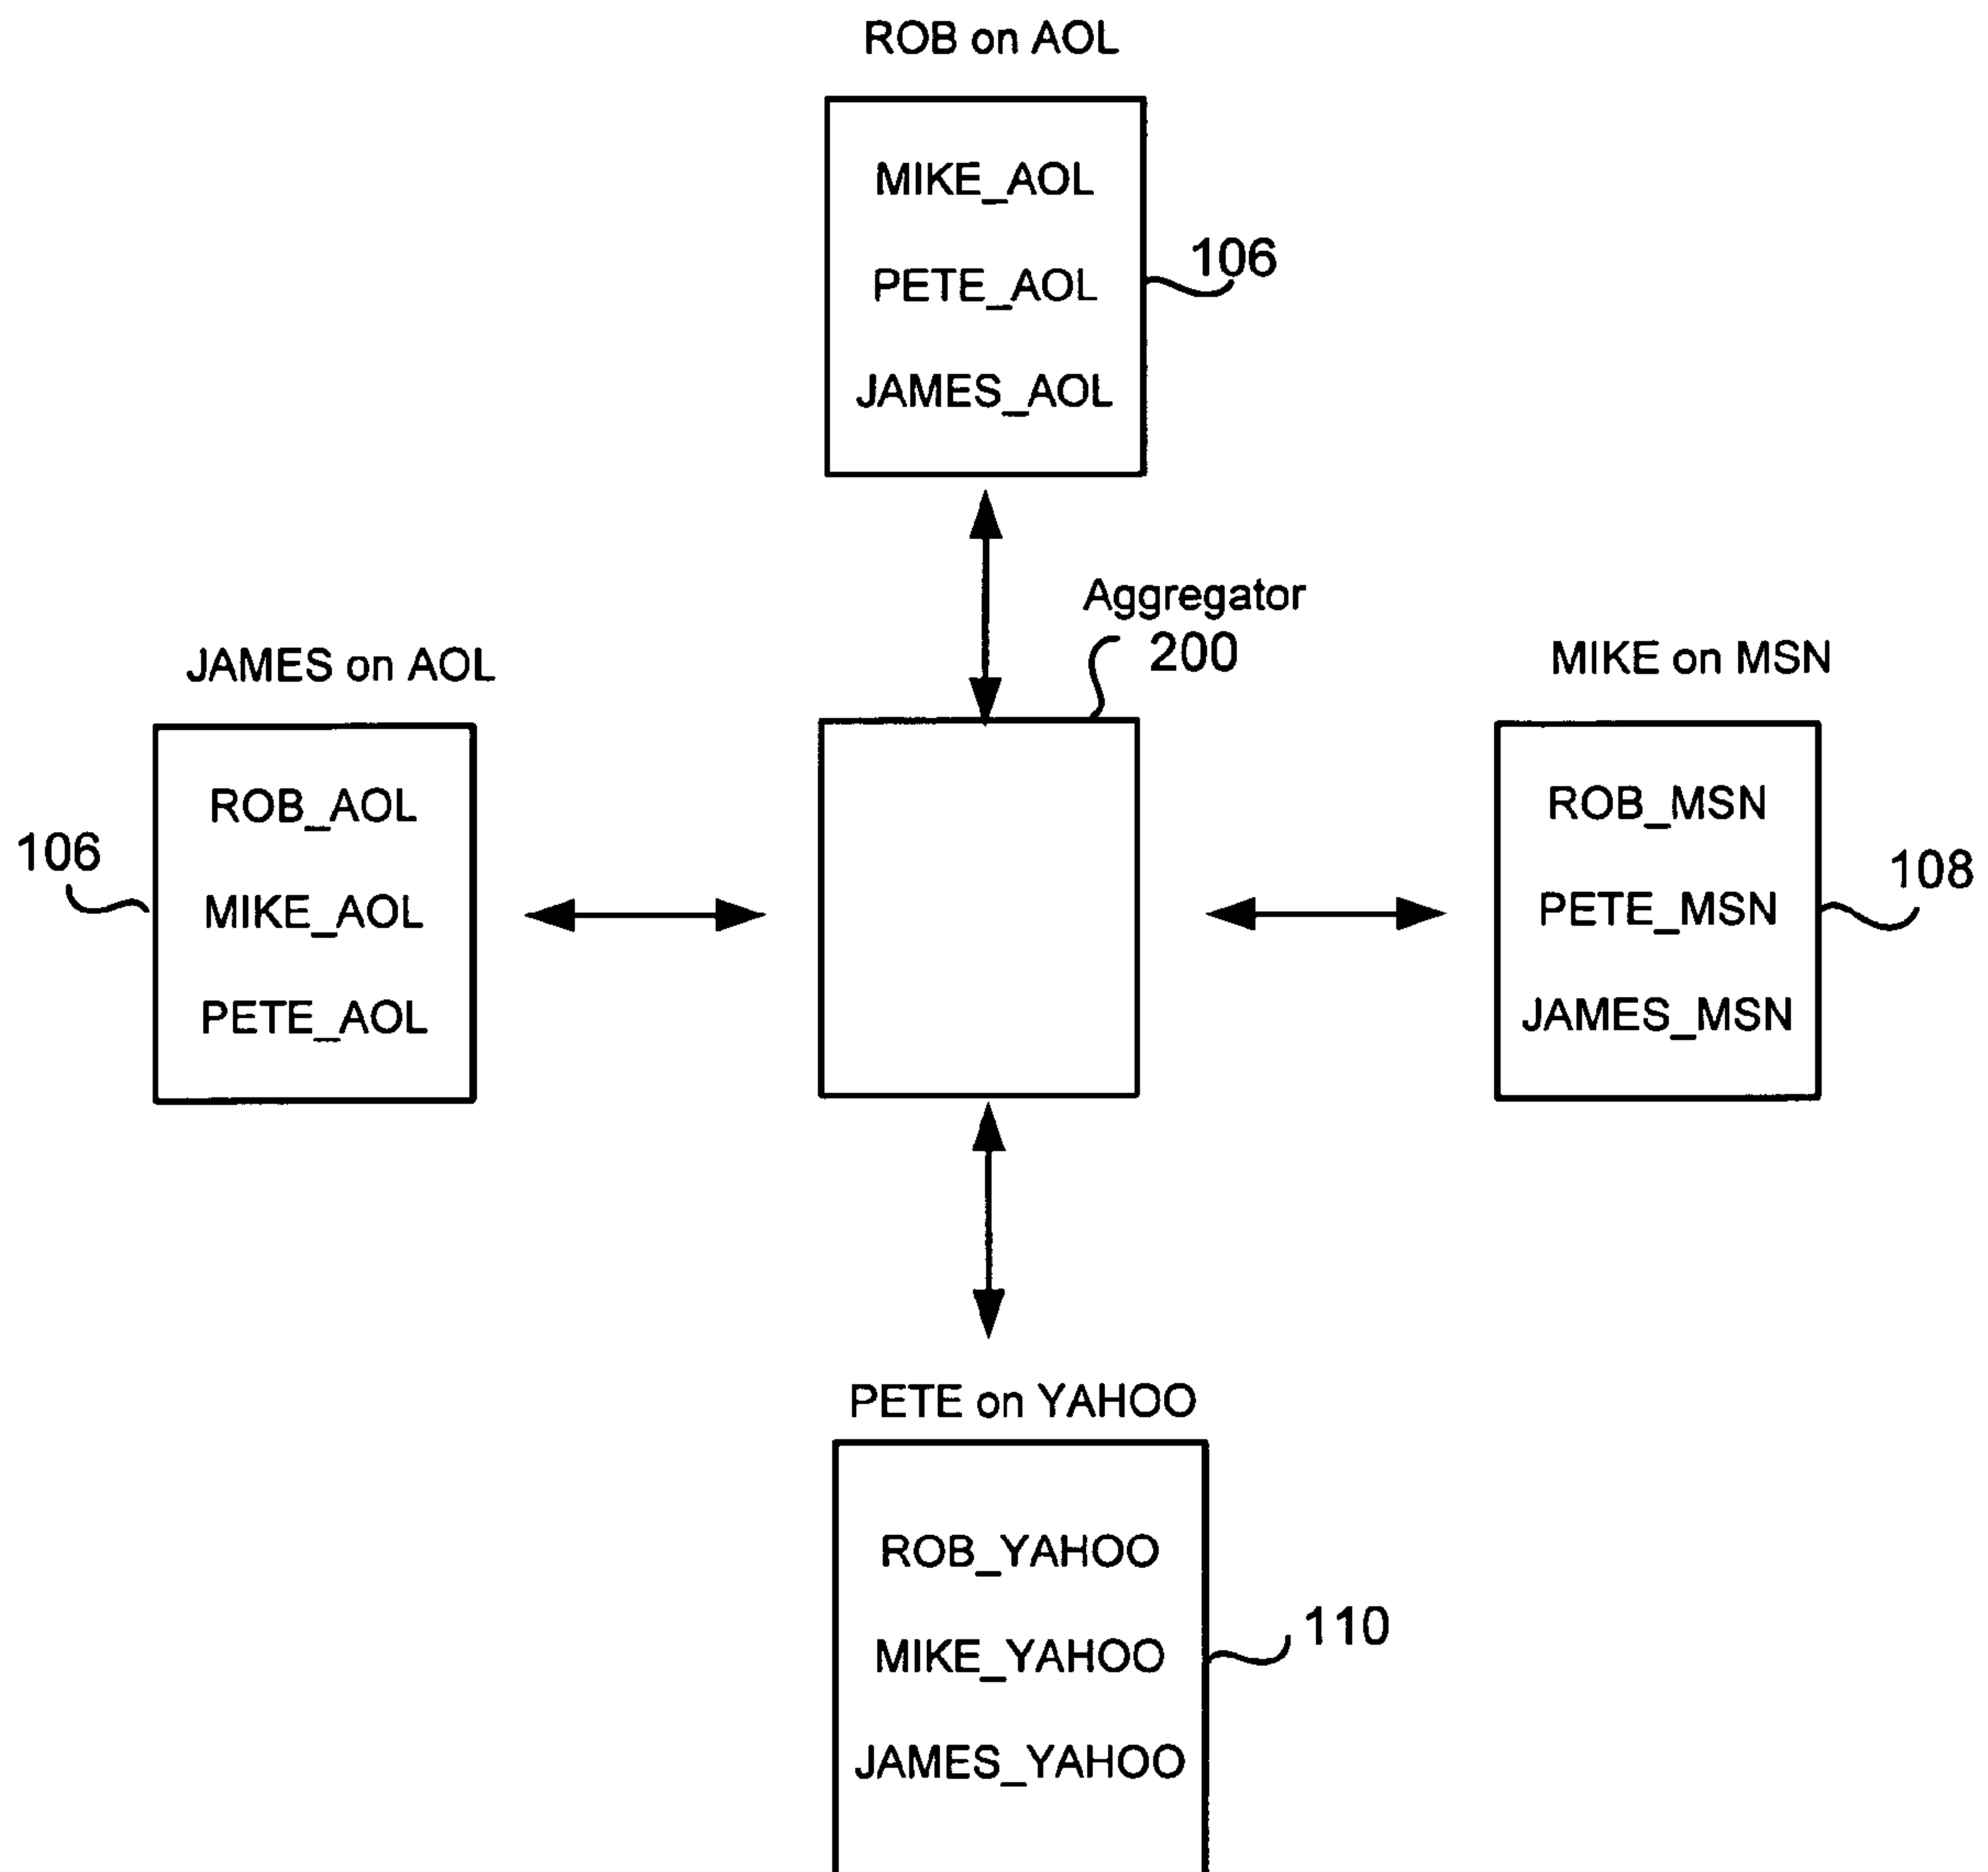 ROB on AOL
MIKE_AOL
PETE_AOL
JAMES_AOL
106
Aggregator
200
JAMES on AOL
ROB_AOL
MIKE_AOL
PETE_AOL
106
MIKE on MSN
ROB_MSN
PETE_MSN
JAMES_MSN
108
PETE on YAHOO
ROB_YAHOO
MIKE_YAHOO
JAMES_YAHOO
110